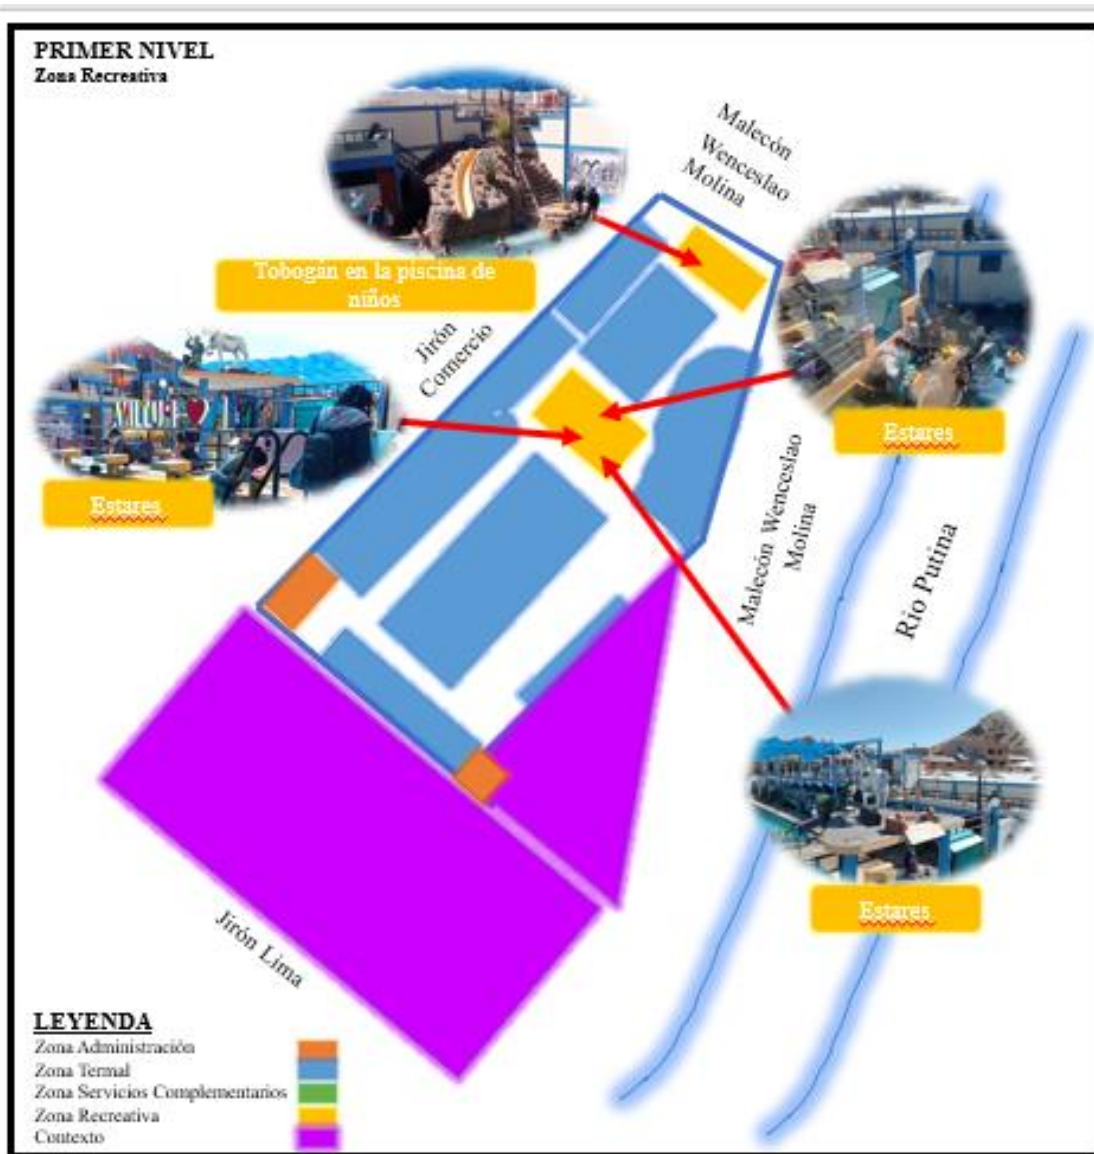 PRIMER NIVEL
Zona Recreativa
Malecón
Wenceslao
Molina
Tobogán en la piscina de
niños
Jirón
Comercio
Estares
Estares
Malecón Wenceslao
Molina
Rio Putina
Estares
Jirón Lima
LEYENDA
Zona Administración
Zona Termal
Zona Servicios Complementarios
Zona Recreativa
Contexto